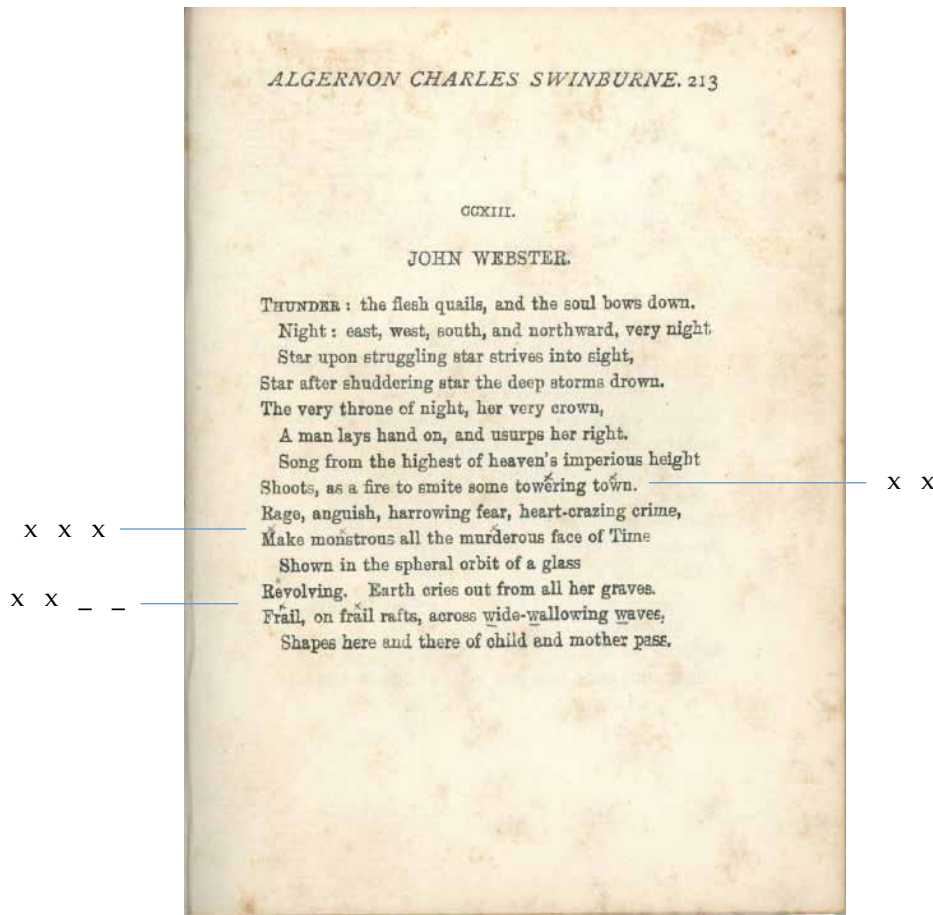 ALGERNON CHARLES SWINBURNE. 213
CCXIII.
JOHN WEBSTER.
THUNDER : the flesh quails, and the soul bows down.
Night : east, west, south, and northward, very night.
Star upon struggling star strives into sight,
Star after shuddering star the deep storms drown.
The very throne of night, her very crown,
A man lays hand on, and usurps her right.
Song from the highest of heaven's imperious height
Shoots, as a fire to smite some towering town.
x x
Rage, anguish, harrowing fear, heart-crazing crime,
x x x
Make monstrous all the murderous face of Time
Shown in the spheral orbit of a glass
Revolving. Earth cries out from all her graves.
x x _ _
Frail, on frail rafts, across wide-wallowing waves,
Shapes here and there of child and mother pass.